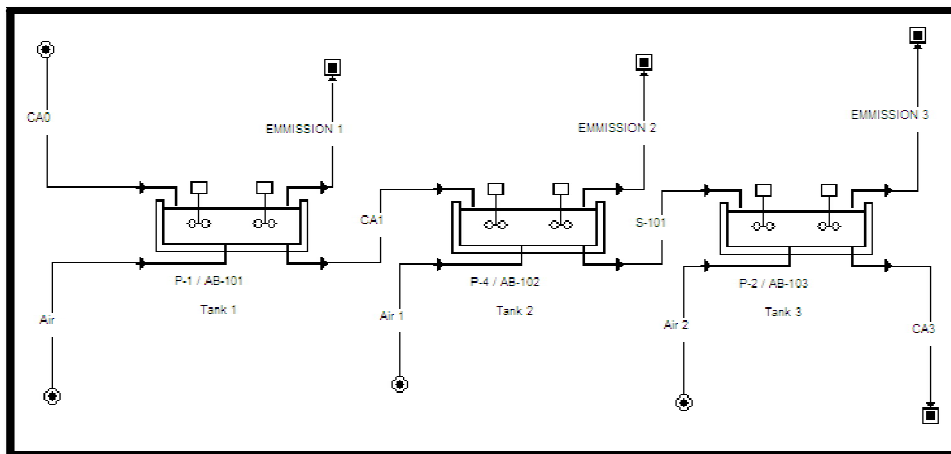 CA0
EMMISSION 1
EMMISSION 2
EMMISSION 3
CA1
S-101
P-1 / AB-101
P-4 / AB-102
P-2 / AB-103
Tank 1
Tank 2
Tank 3
Air
Air 1
Air 2
CA3